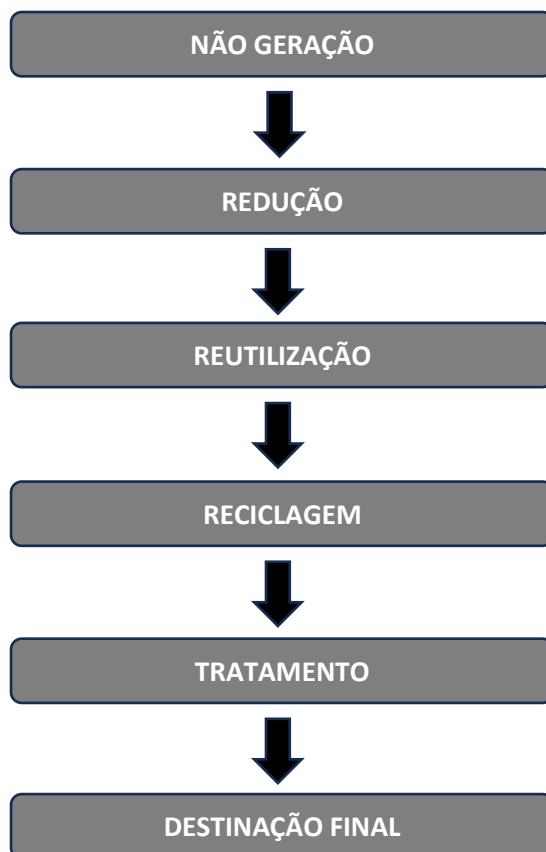 NÃO GERAÇÃO
REDUÇÃO
REUTILIZAÇÃO
RECICLAGEM
TRATAMENTO
DESTINAÇÃO FINAL